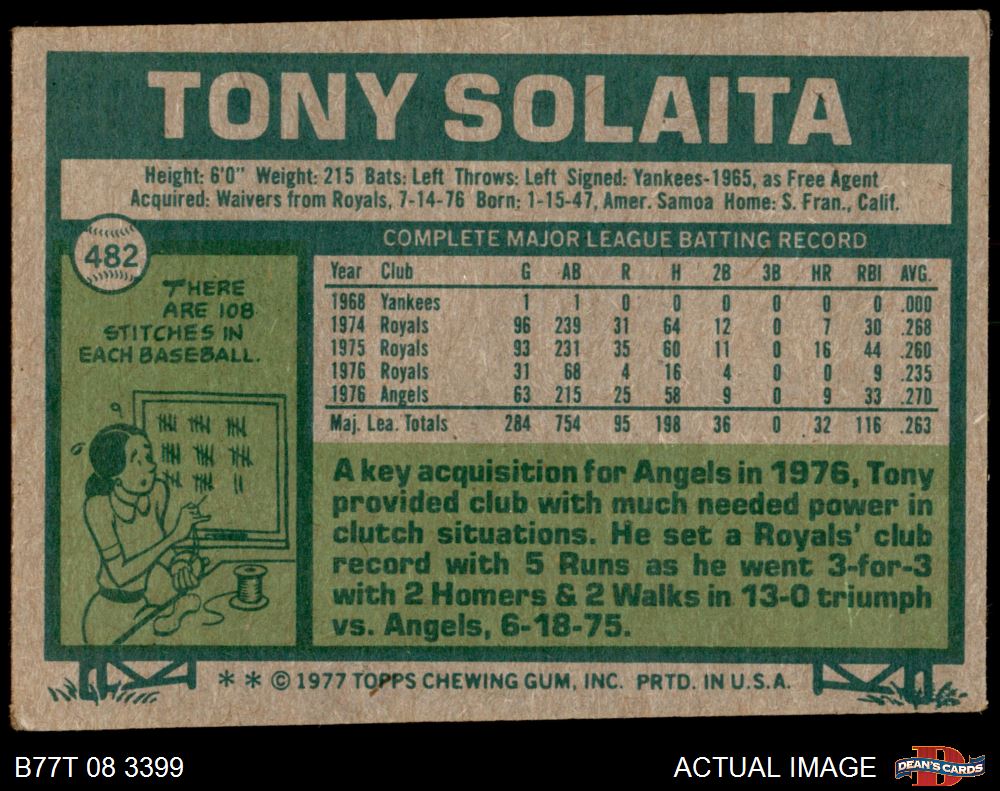 TONY SOLAITA
Height: 6'0" Weight: 215 Bats: Left Throws: Left Signed: Yankees-1965, as Free Agent
Acquired: Waivers from Royals, 7-14-76 Born: 1-15-47, Amer. Samoa Home: S. Fran., Calif.
482
THERE
ARE 108
STITCHES IN
EACH BASEBALL.
COMPLETE MAJOR LEAGUE BATTING RECORD
Year Club G AB R H 2B 3B HR RBI AVG.
1968 Yankees 1 1 0 0 0 0 0 0 .000
1974 Royals 96 239 31 64 12 0 7 30 .268
1975 Royals 93 231 35 60 11 0 16 44 .260
1976 Royals 31 68 4 16 4 0 0 9 .235
1976 Angels 63 215 25 58 9 0 9 33 .270
Maj. Lea. Totals 284 754 95 198 36 0 32 116 .263
A key acquisition for Angels in 1976, Tony
provided club with much needed power in
clutch situations. He set a Royals' club
record with 5 Runs as he went 3-for-3
with 2 Homers & 2 Walks in 13-0 triumph
vs. Angels, 6-18-75.
* * © 1977 TOPPS CHEWING GUM, INC. PRTD. IN U.S.A.
B77T 08 3399
ACTUAL IMAGE
DEAN'S CARDS